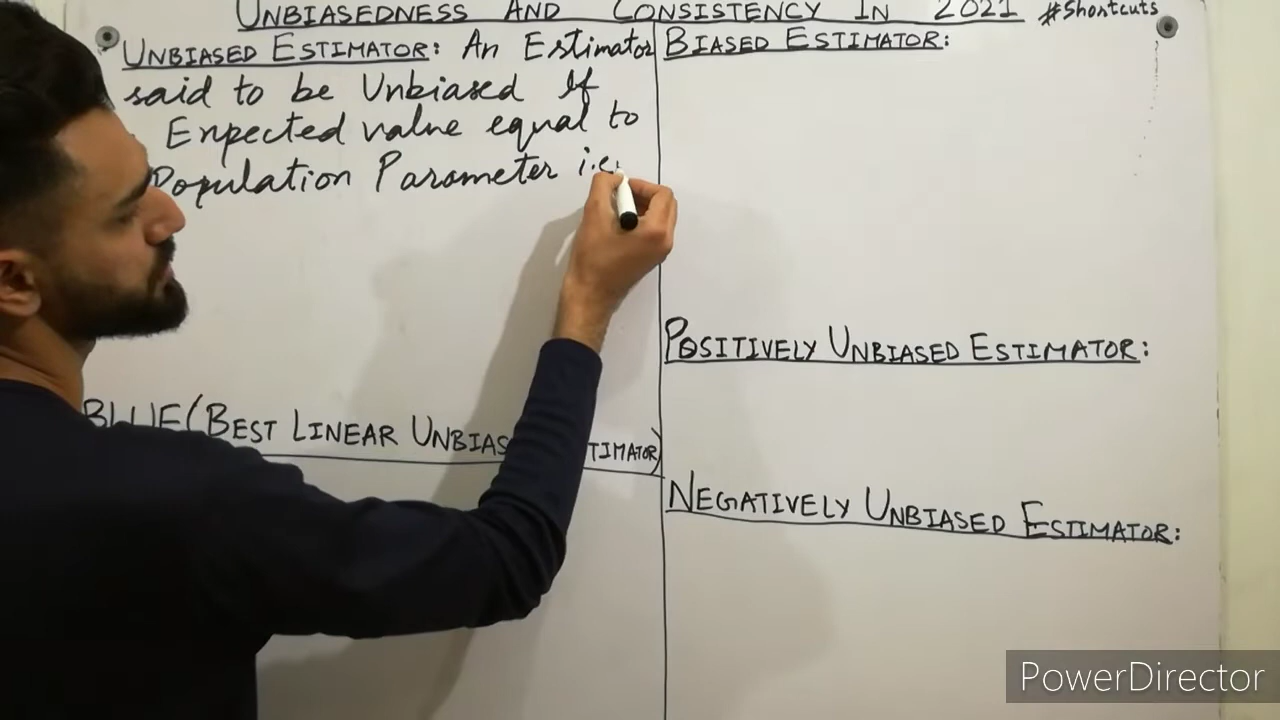 UNBIASEDNESS AND CONSISTENCY IN 2021 #Shortcuts
UNBIASED ESTIMATOR: An Estimator
said to be Unbiased If
Expected value equal to
Population Parameter i.e.
BLUE (BEST LINEAR UNBIAS TIMATOR)
BIASED ESTIMATOR:
POSITIVELY UNBIASED ESTIMATOR:
NEGATIVELY UNBIASED ESTIMATOR:
PowerDirector